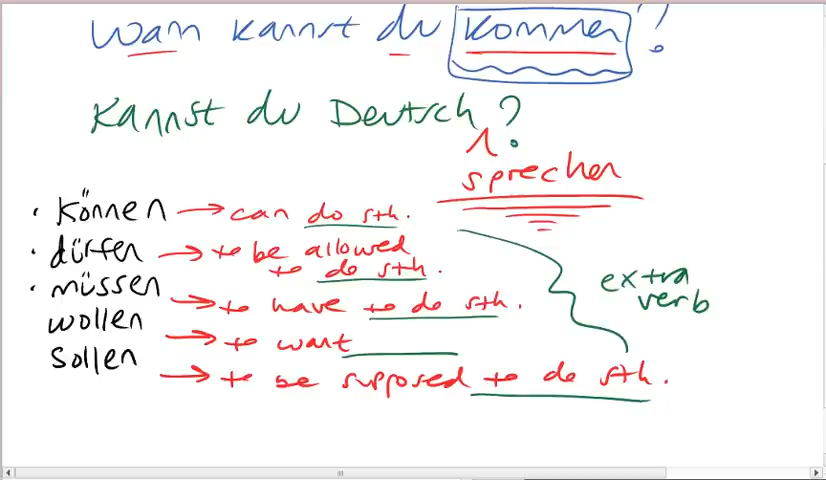 Wann kannst du kommen?
Kannst du Deutsch?
sprechen
• können → can do sth.
• dürfen → to be allowed
to do sth.
• müssen → to have to do sth.
wollen → to want
sollen → to be supposed to do sth.
extra
verb